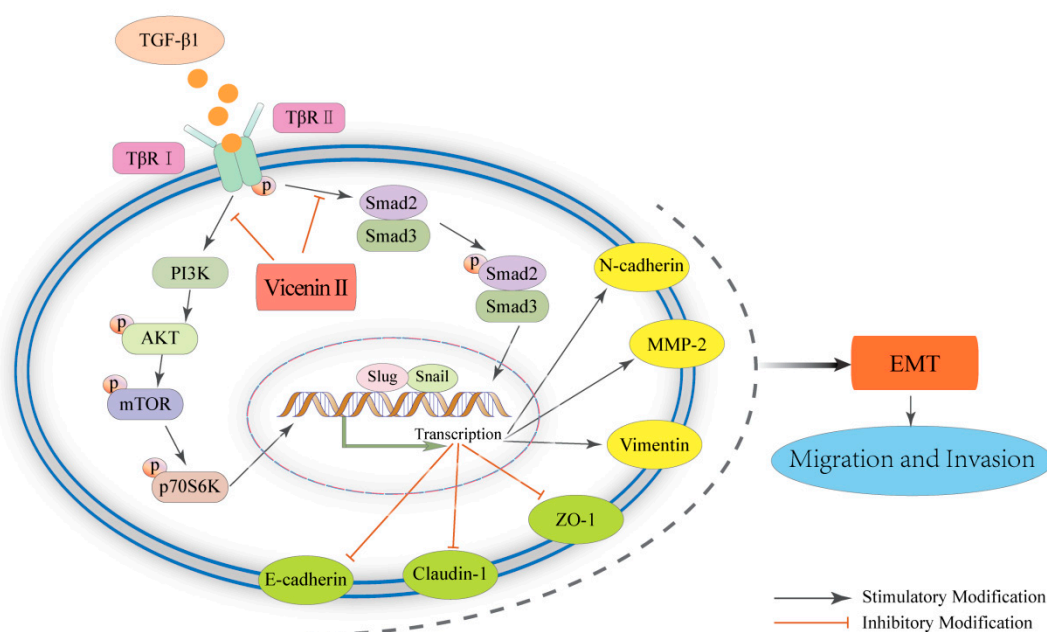 TGF-β1
TβR Ⅱ
TβR Ⅰ
p
Smad2
Smad3
N-cadherin
p
Smad2
Smad3
PI3K
Vicenin Ⅱ
p
AKT
MMP-2
EMT
p
mTOR
Slug
Snail
Transcription
Vimentin
Migration and Invasion
p
p70S6K
ZO-1
E-cadherin
Claudin-1
Stimulatory Modification
Inhibitory Modification